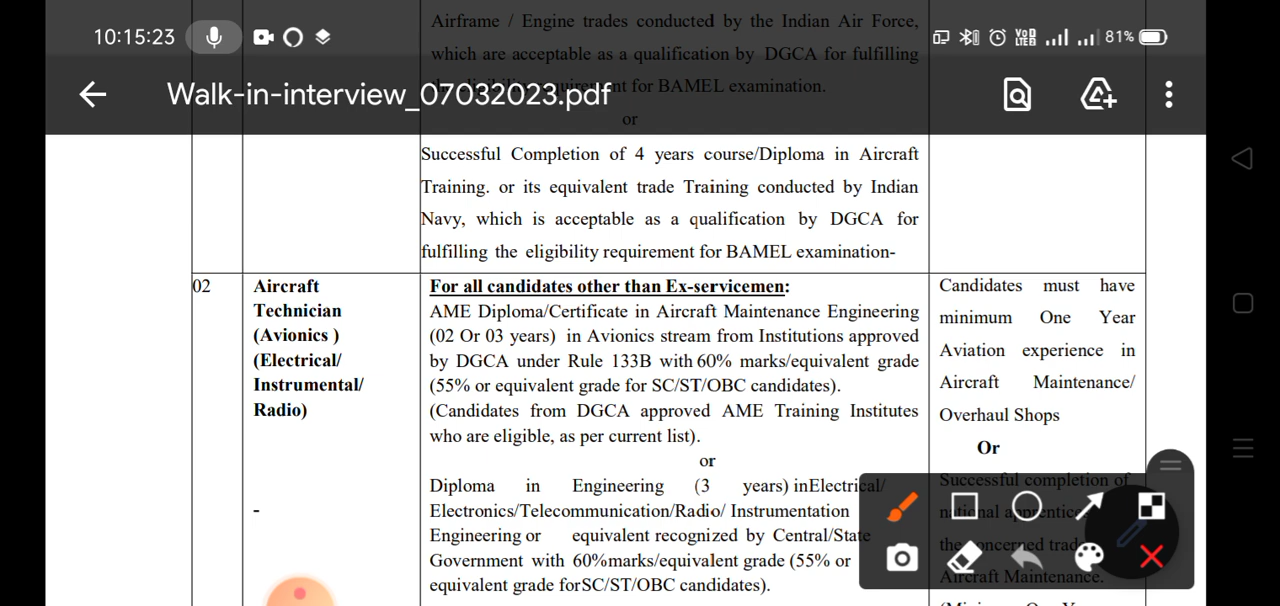 10:15:23
81%
Walk-in-interview_07032023.pdf
Airframe / Engine trades conducted by the Indian Air Force,
which are acceptable as a qualification by DGCA for fulfilling
the eligibility requirement for BAMEL examination.
or
Successful Completion of 4 years course/Diploma in Aircraft
Training. or its equivalent trade Training conducted by Indian
Navy, which is acceptable as a qualification by DGCA for
fulfilling the eligibility requirement for BAMEL examination-
02
Aircraft
Technician
(Avionics )
(Electrical/
Instrumental/
Radio)
-
For all candidates other than Ex-servicemen:
AME Diploma/Certificate in Aircraft Maintenance Engineering
(02 Or 03 years) in Avionics stream from Institutions approved
by DGCA under Rule 133B with 60% marks/equivalent grade
(55% or equivalent grade for SC/ST/OBC candidates).
(Candidates from DGCA approved AME Training Institutes
who are eligible, as per current list).
or
Diploma in Engineering (3 years) inElectrical/
Electronics/Telecommunication/Radio/ Instrumentation
Engineering or equivalent recognized by Central/State
Government with 60%marks/equivalent grade (55% or
equivalent grade forSC/ST/OBC candidates).
Candidates must have
minimum One Year
Aviation experience in
Aircraft Maintenance/
Overhaul Shops
Or
Successful completion of
the concerned trade
Aircraft Maintenance.